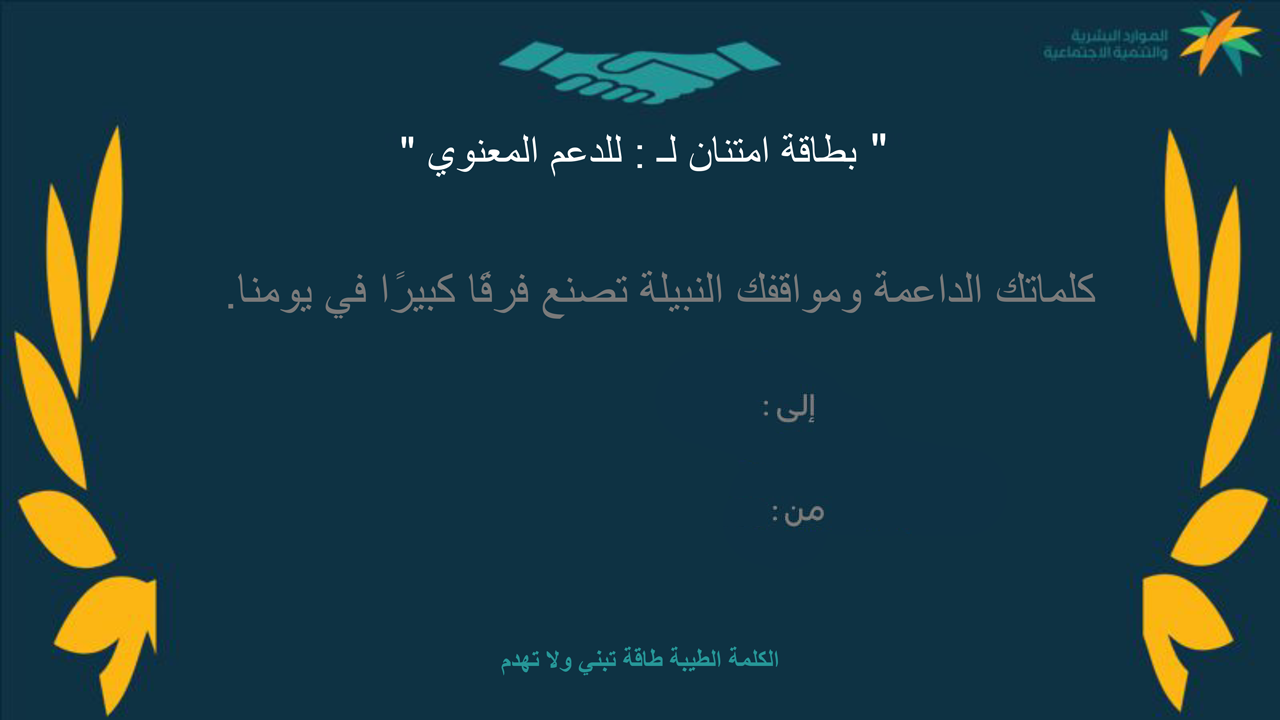 الموارد البشرية
والتنمية الاجتماعية
" بطاقة امتنان لـ : للدعم المعنوي "
كلماتك الداعمة ومواقفك النبيلة تصنع فرقًا كبيرًا في يومنا.
إلى :
من :
الكلمة الطيبة طاقة تبني ولا تهدم